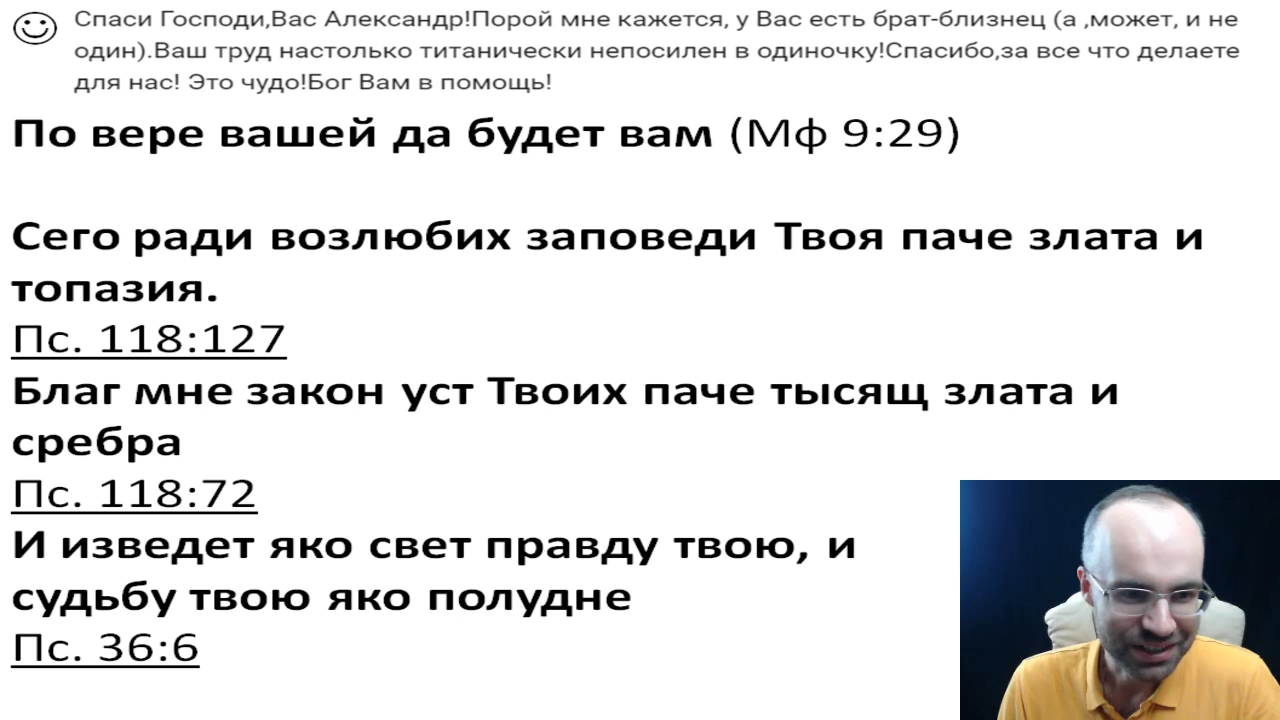 Спаси Господи,Вас Александр!Порой мне кажется, у Вас есть брат-близнец (а ,может, и не
один).Ваш труд настолько титанически непосилен в одиночку!Спасибо,за все что делаете
для нас! Это чудо!Бог Вам в помощь!
По вере вашей да будет вам (Мф 9:29)
Сего ради возлюбих заповеди Твоя паче злата и
топазия.
Пс. 118:127
Благ мне закон уст Твоих паче тысящ злата и
сребра
Пс. 118:72
И изведет яко свет правду твою, и
судьбу твою яко полудне
Пс. 36:6